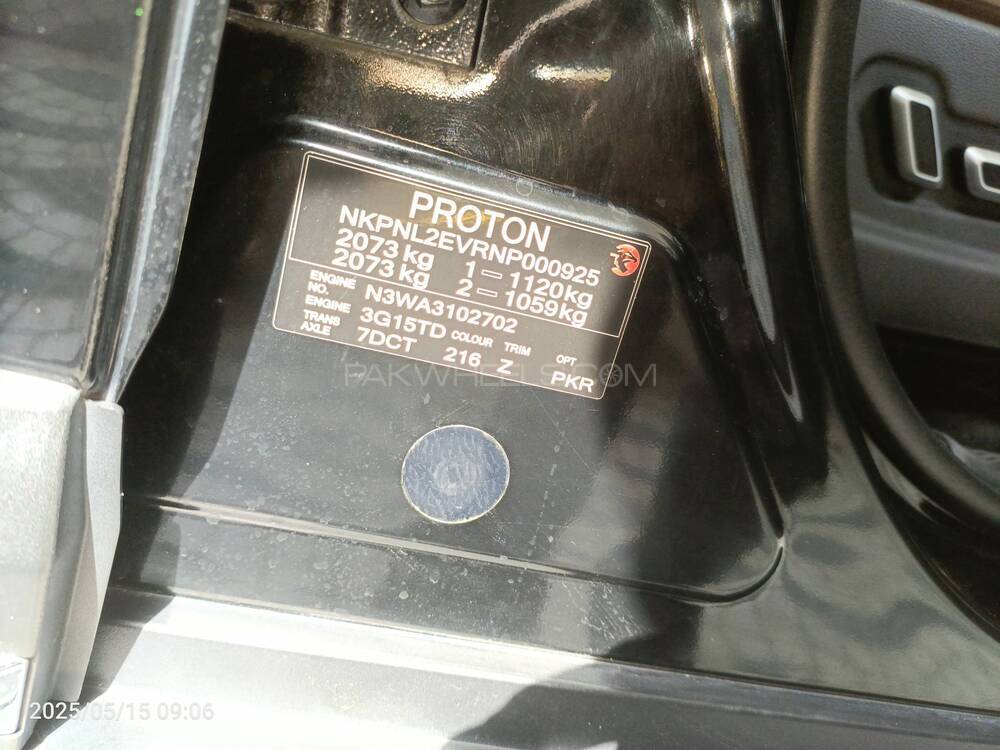 PROTON
NKPNL2EVRNP000925
2073 kg 1 - 1120 kg
2073 kg 2 - 1059 kg
ENGINE NO. N3WA3102702
ENGINE 3G15TD COLOUR TRIM OPT
TRANS AXLE 7DCT 216 Z PKR
PAKWHEELS.COM
2025/05/15 09:06